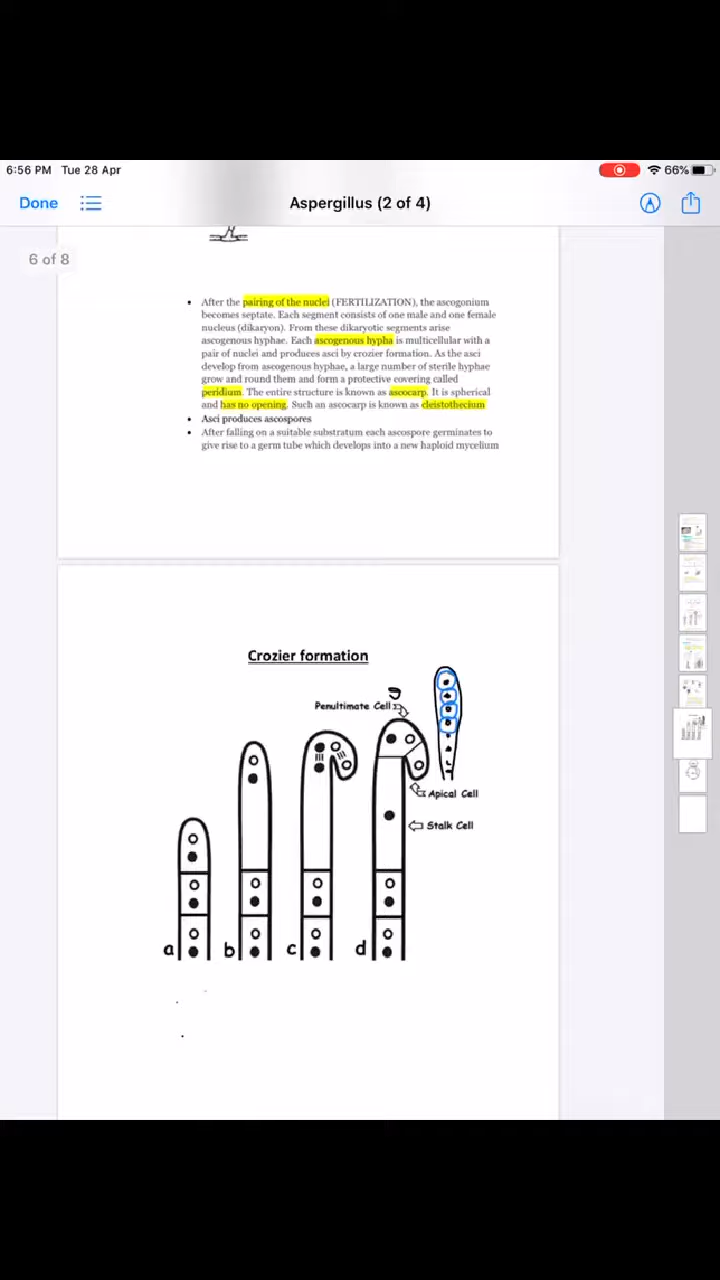 6:56 PM Tue 28 Apr
66%
Done
Aspergillus (2 of 4)
6 of 8
• After the pairing of the nuclei (FERTILIZATION), the ascogonium
becomes septate. Each segment consists of one male and one female
nucleus (dikaryon). From these dikaryotic segments arise
ascogenous hyphae. Each ascogenous hypha is multicellular with a
pair of nuclei and produces asci by crozier formation. As the asci
develop from ascogenous hyphae, a large number of sterile hyphae
grow and round them and form a protective covering called
peridium. The entire structure is known as ascocarp. It is spherical
and has no opening. Such an ascocarp is known as cleistothecium
• Asci produces ascospores
• After falling on a suitable substratum each ascospore germinates to
give rise to a germ tube which develops into a new haploid mycelium
Crozier formation
Penultimate Cell
Apical Cell
Stalk Cell
a b c d